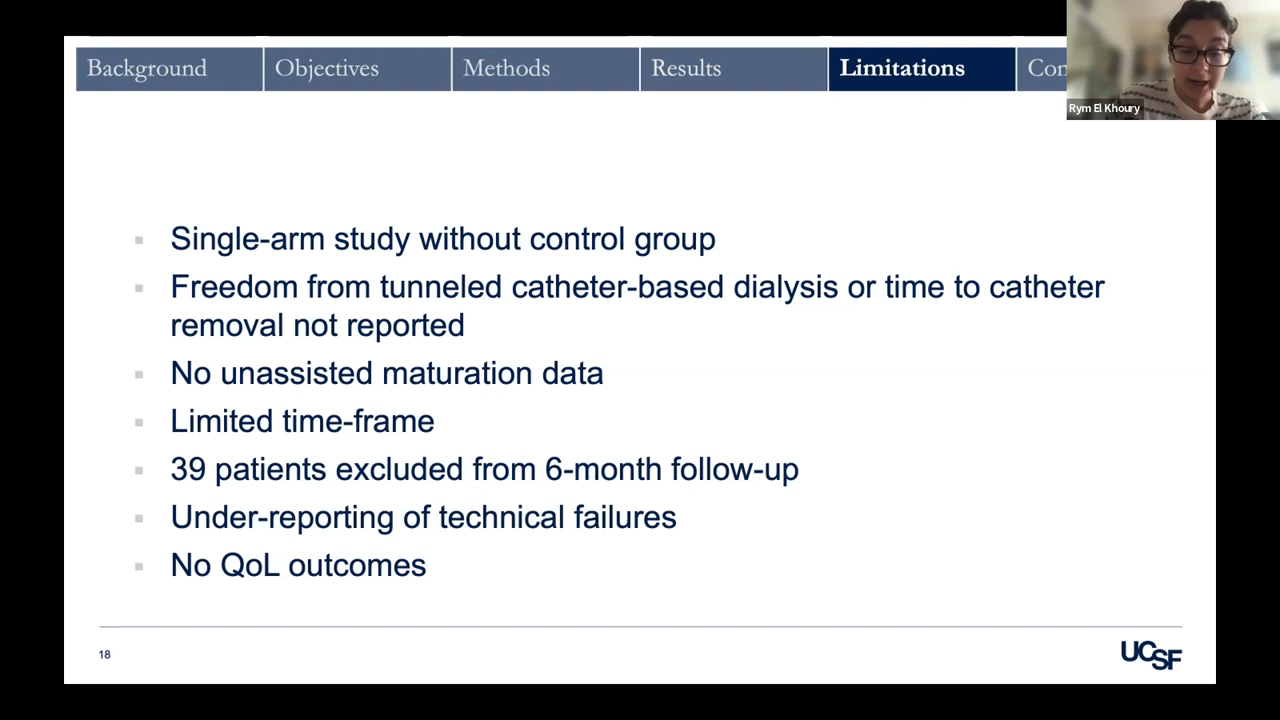 Background
Objectives
Methods
Results
Limitations
Con
Rym El Khoury
Single-arm study without control group
Freedom from tunneled catheter-based dialysis or time to catheter
removal not reported
No unassisted maturation data
Limited time-frame
39 patients excluded from 6-month follow-up
Under-reporting of technical failures
No QoL outcomes
18
UCSF